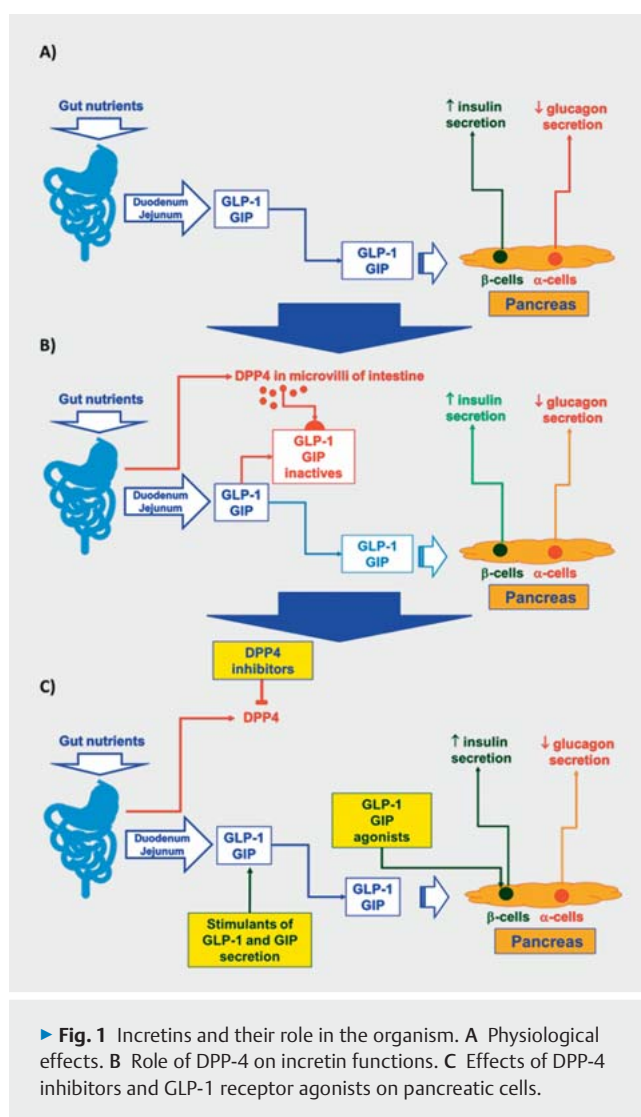 A)
Gut nutrients
Duodenum
Jejunum
GLP-1
GIP
GLP-1
GIP
↑ insulin
secretion
↓ glucagon
secretion
β-cells α-cells
Pancreas
B)
Gut nutrients
DPP4 in microvilli of intestine
GLP-1
GIP
inactives
Duodenum
Jejunum
GLP-1
GIP
GLP-1
GIP
↑ insulin
secretion
↓ glucagon
secretion
β-cells α-cells
Pancreas
DPP4
inhibitors
C)
DPP4
Gut nutrients
Duodenum
Jejunum
GLP-1
GIP
Stimulants of
GLP-1 and GIP
secretion
GLP-1
GIP
agonists
GLP-1
GIP
↑ insulin
secretion
↓ glucagon
secretion
β-cells α-cells
Pancreas
▶ Fig. 1 Incretins and their role in the organism. A Physiological
effects. B Role of DPP-4 on incretin functions. C Effects of DPP-4
inhibitors and GLP-1 receptor agonists on pancreatic cells.